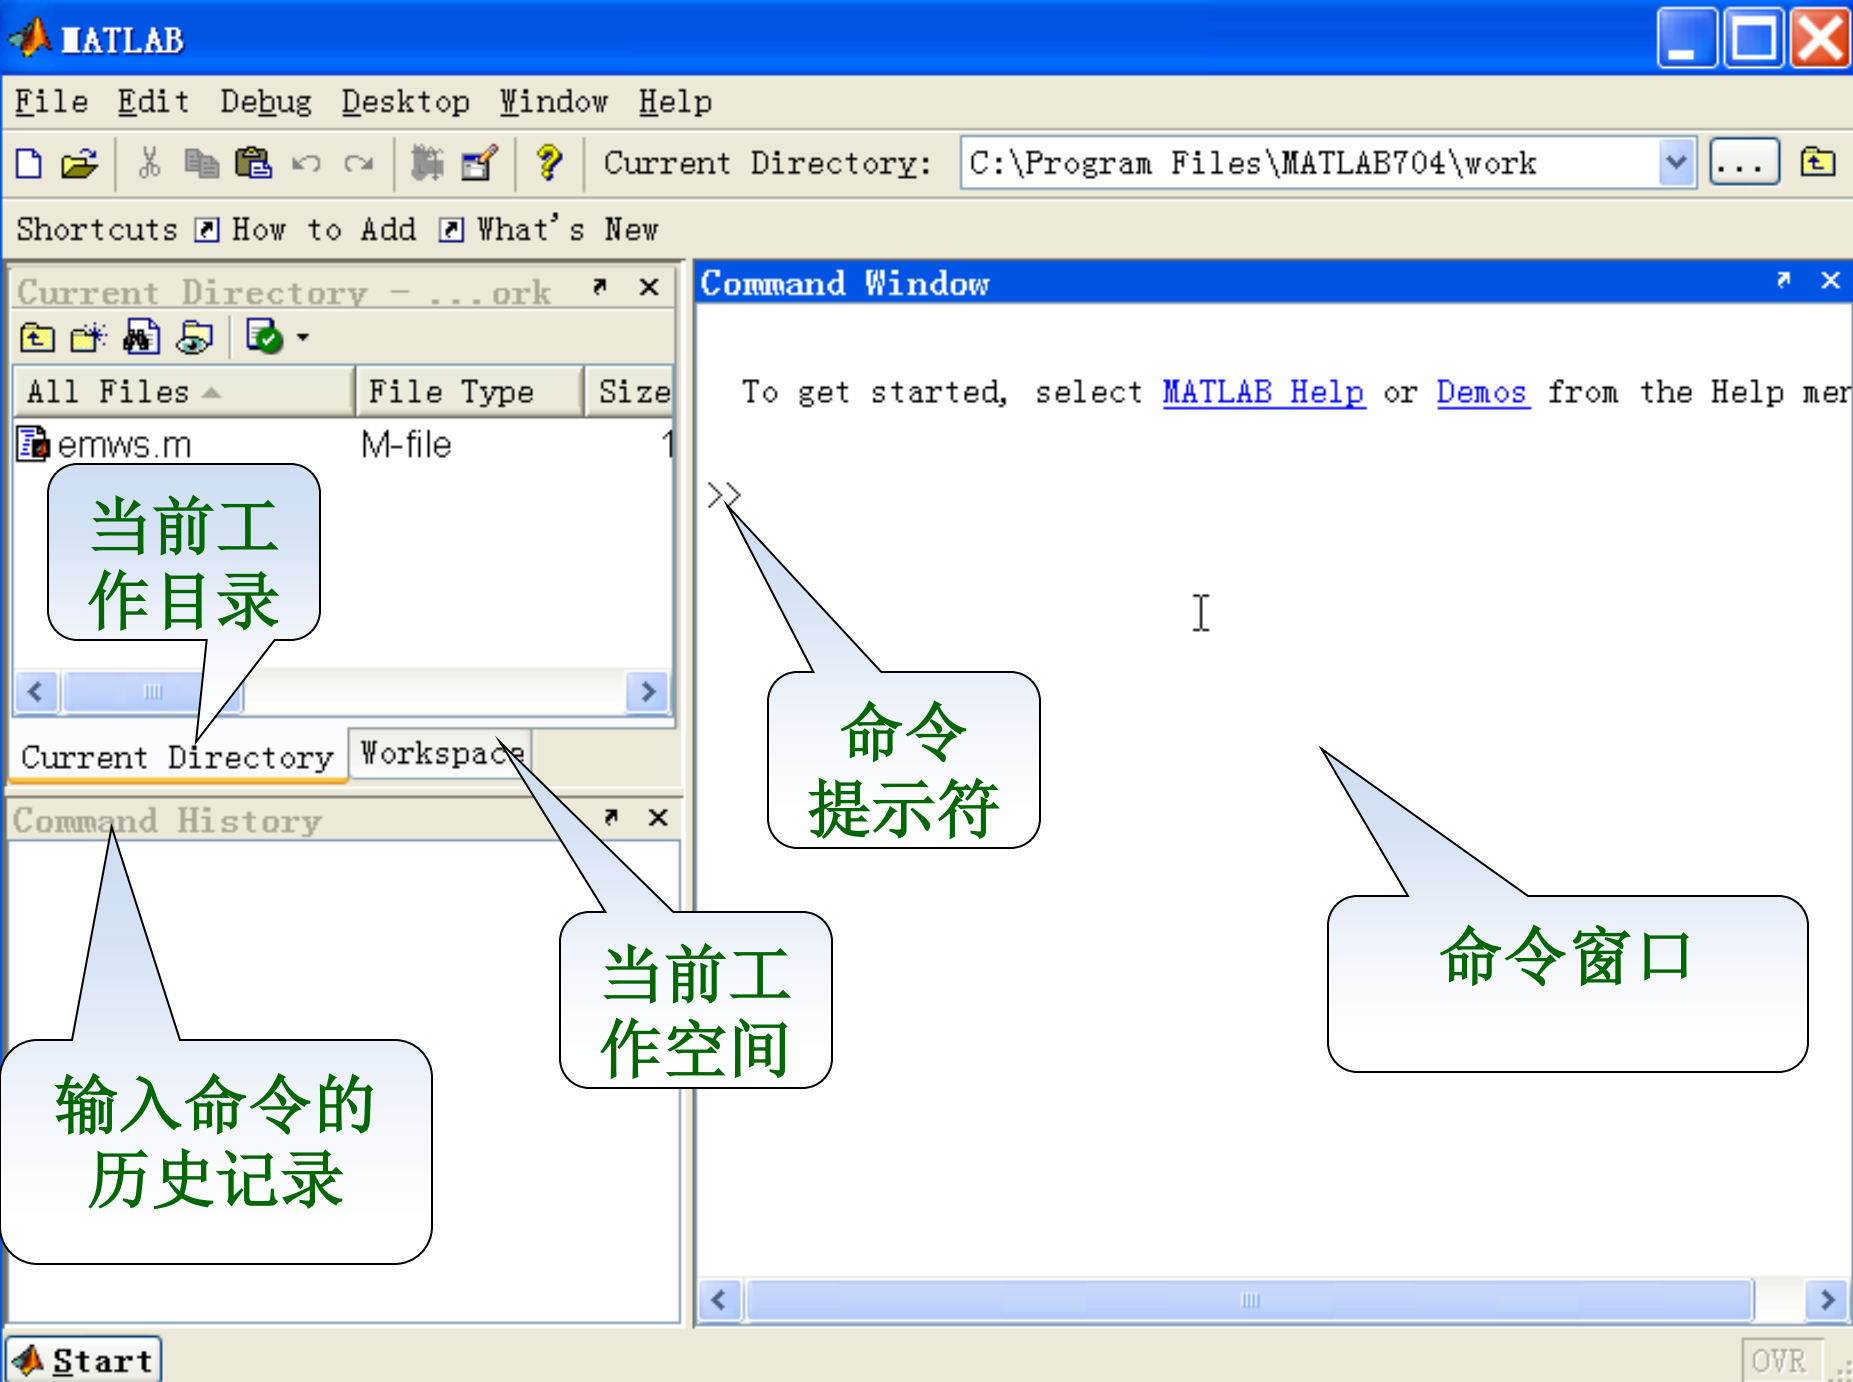 MATLAB
File Edit Debug Desktop Window Help
Current Directory: C:\Program Files\MATLAB704\work ...
Shortcuts How to Add What's New
Current Directory - ...ork
All Files File Type Size
emws.m M-file 1
当前工
作目录
Current Directory Workspace
Command History
输入命令的
历史记录
当前工
作空间
Command Window
To get started, select MATLAB Help or Demos from the Help
>>
命令
提示符
命令窗口
Start
OVR